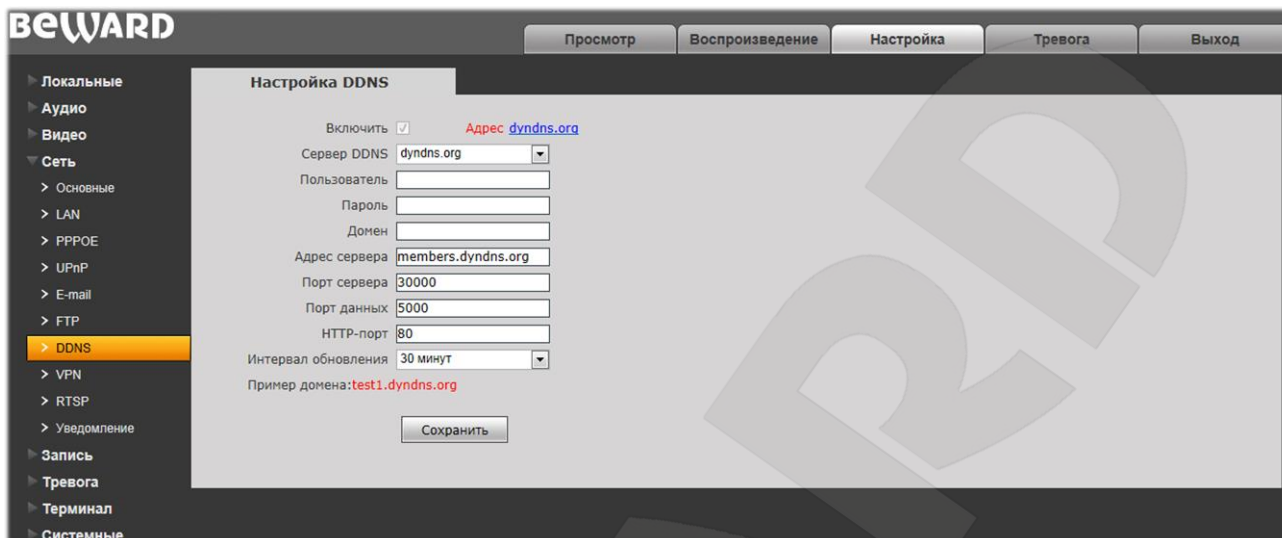 BEWARD
Просмотр Воспроизведение Настройка Тревога Выход
Локальные
Аудио
Видео
Сеть
Основные
LAN
PPPOE
UPnP
E-mail
FTP
DDNS
VPN
RTSP
Уведомление
Запись
Тревога
Терминал
Системные
Настройка DDNS
Включить Адрес dyndns.org
Сервер DDNS dyndns.org
Пользователь
Пароль
Домен
Адрес сервера members.dyndns.org
Порт сервера 30000
Порт данных 5000
HTTP-порт 80
Интервал обновления 30 минут
Пример домена:test1.dyndns.org
Сохранить